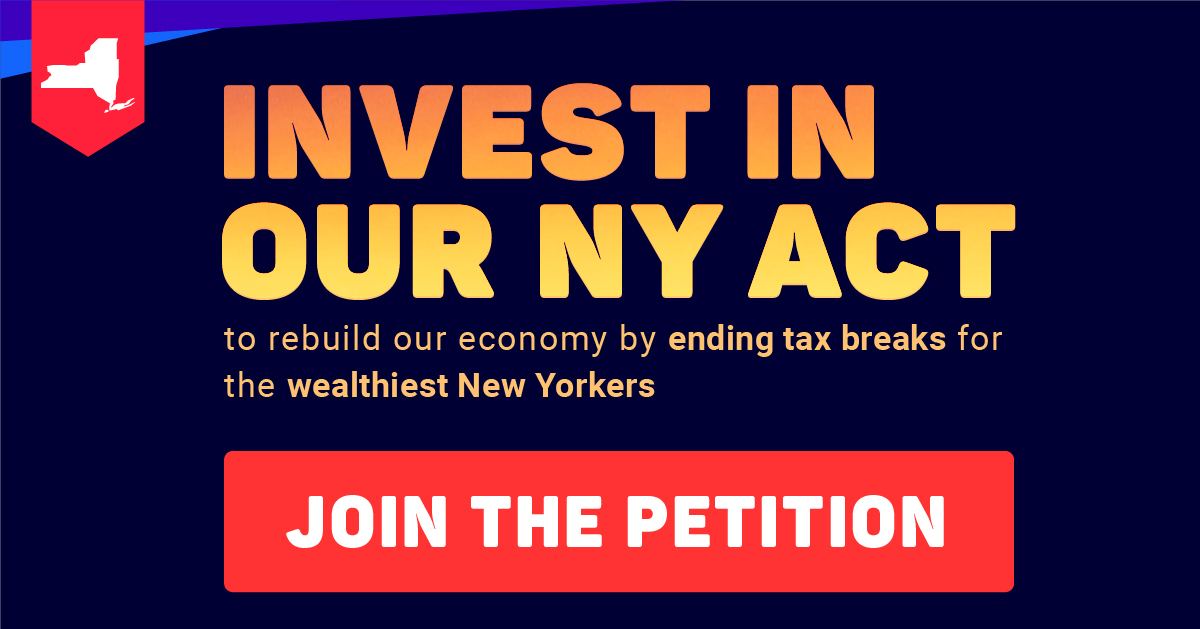 INVEST IN
OUR NY ACT
to rebuild our economy by ending tax breaks for
the wealthiest New Yorkers
JOIN THE PETITION